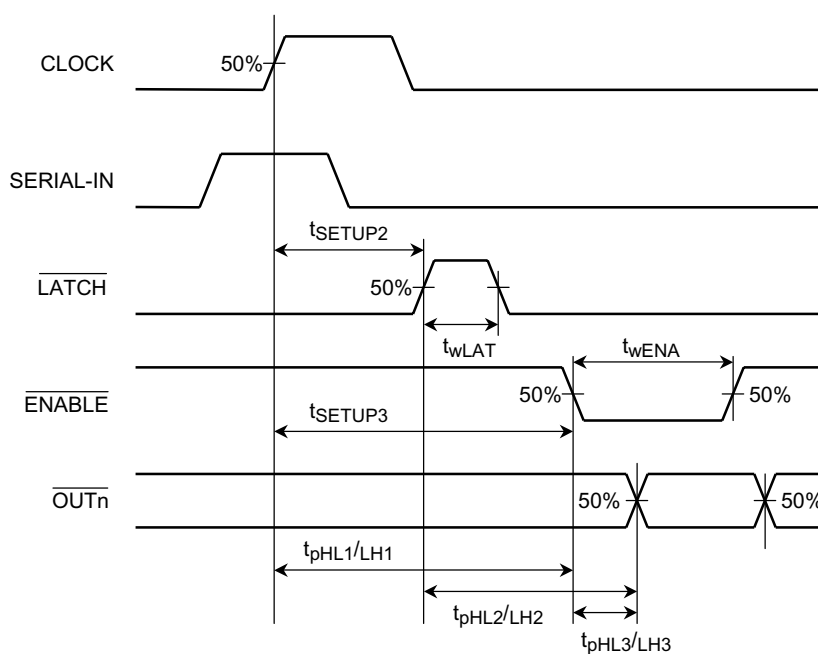 CLOCK
50%
SERIAL-IN
tSETUP2
LATCH
50%
twLAT
twENA
ENABLE
50%
50%
tSETUP3
OUTn
50%
50%
tpHL1/LH1
tpHL2/LH2
tpHL3/LH3